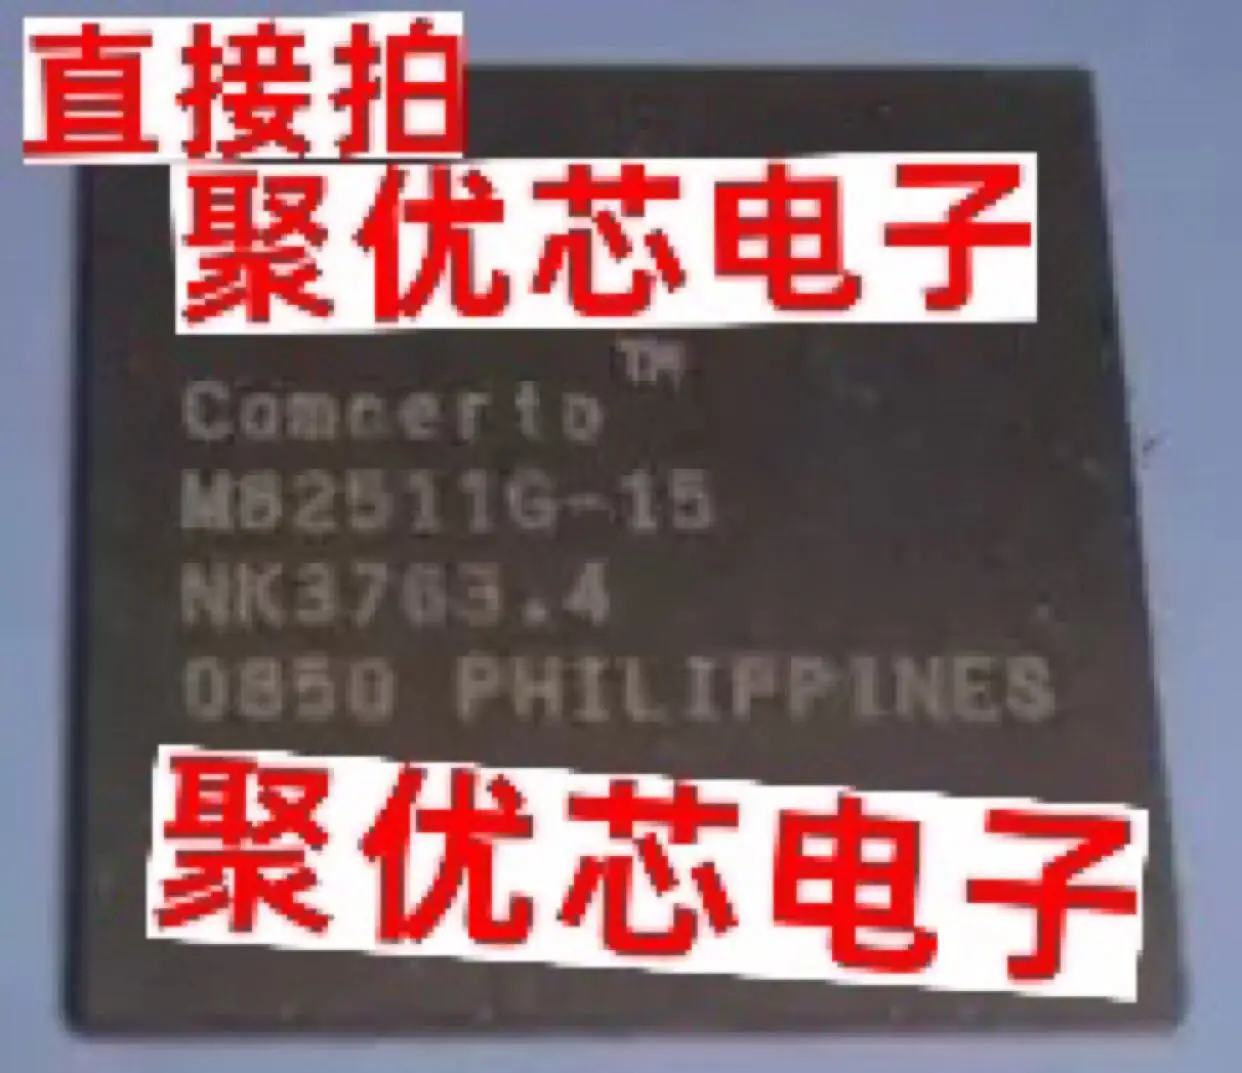 直接拍
聚优芯电子
Comcerto™
M82511G-15
NK3763.4
0850 PHILIPPINES
聚优芯电子